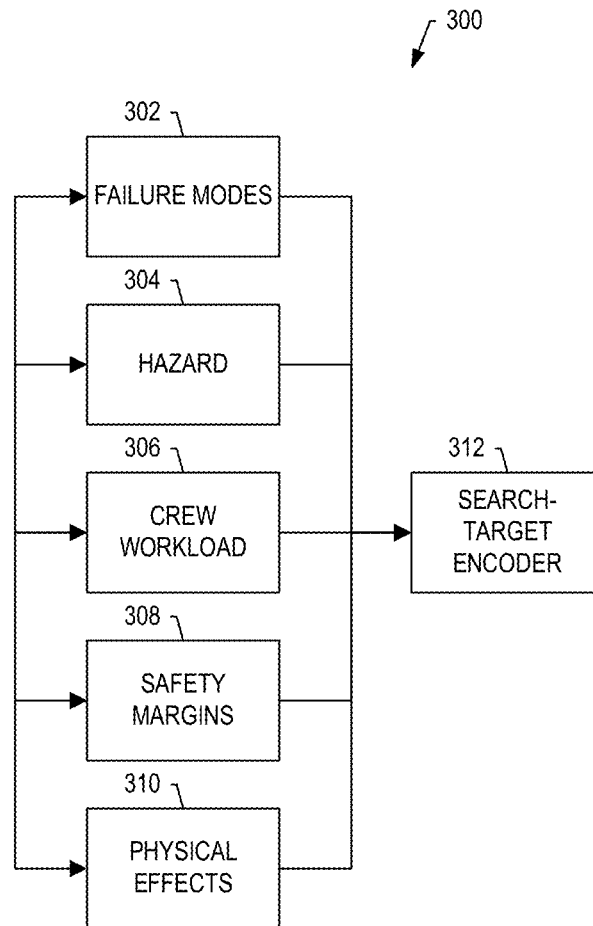 300
302
FAILURE MODES
304
HAZARD
306
CREW
WORKLOAD
312
SEARCH-
TARGET
ENCODER
308
SAFETY
MARGINS
310
PHYSICAL
EFFECTS